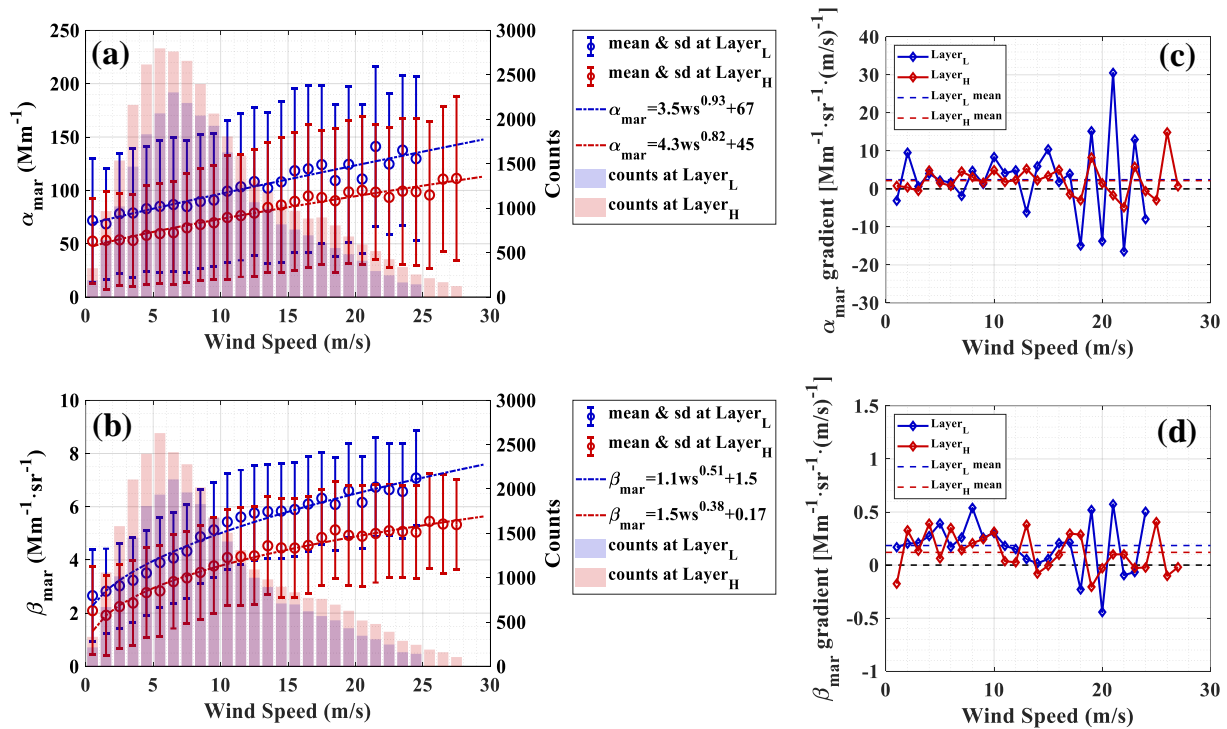 (a)
α_mar (Mm⁻¹)
250
200
150
100
50
0
3000
2500
2000
1500
1000
500
0
Counts
0 5 10 15 20 25 30
Wind Speed (m/s)
mean & sd at Layer_L
mean & sd at Layer_H
α_mar=3.5ws^0.93+67
α_mar=4.3ws^0.82+45
counts at Layer_L
counts at Layer_H
(c)
α_mar gradient [Mm⁻¹·sr⁻¹·(m/s)⁻¹]
40
30
20
10
0
-10
-20
-30
-40
30
0 10 20 30
Wind Speed (m/s)
Layer_L
Layer_H
Layer_L mean
Layer_H mean
(b)
β_mar (Mm⁻¹·sr⁻¹)
10
8
6
4
2
0
3000
2500
2000
1500
1000
500
0
Counts
0 5 10 15 20 25 30
Wind Speed (m/s)
mean & sd at Layer_L
mean & sd at Layer_H
β_mar=1.1ws^0.51+1.5
β_mar=1.5ws^0.38+0.17
counts at Layer_L
counts at Layer_H
(d)
β_mar gradient [Mm⁻¹·sr⁻¹·(m/s)⁻¹]
1.5
1
0.5
0
-0.5
-1
0 10 20 30
Wind Speed (m/s)
Layer_L
Layer_H
Layer_L mean
Layer_H mean